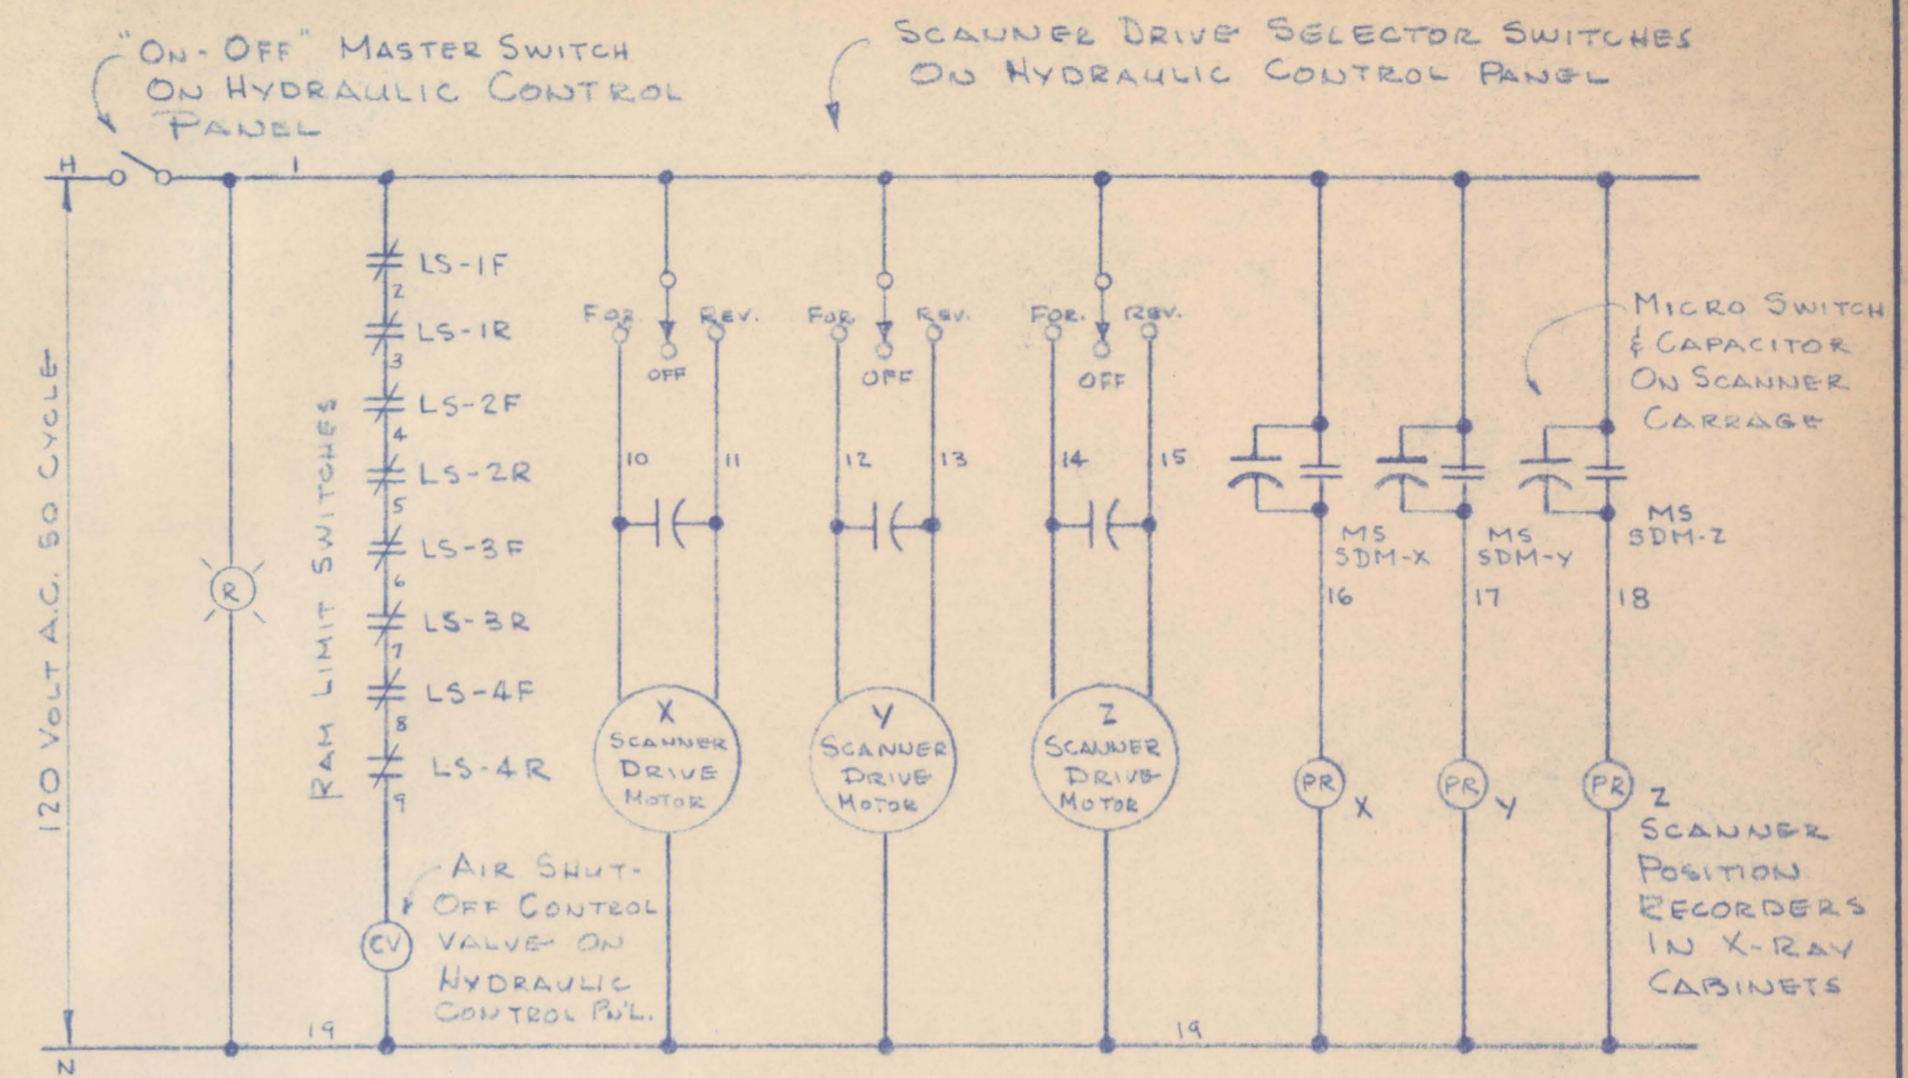 "ON-OFF" MASTER SWITCH
ON HYDRAULIC CONTROL
PANEL
SCANNER DRIVE SELECTOR SWITCHES
ON HYDRAULIC CONTROL PANEL
H
1
120 VOLT A.C. 50 CYCLE
N
R
RAM LIMIT SWITCHES
LS-1F
2
LS-1R
3
LS-2F
4
LS-2R
5
LS-3F
6
LS-3R
7
LS-4F
8
LS-4R
9
CV
AIR SHUT-
OFF CONTROL
VALVE ON
HYDRAULIC
CONTROL PN'L.
19
FOR. REV.
OFF
10 11
X
SCANNER
DRIVE
MOTOR
FOR. REV.
OFF
12 13
Y
SCANNER
DRIVE
MOTOR
FOR. REV.
OFF
14 15
Z
SCANNER
DRIVE
MOTOR
19
MICRO SWITCH
& CAPACITOR
ON SCANNER
CARRAGE
MS
SDM-X
16
PR X
MS
SDM-Y
17
PR Y
MS
SDM-Z
18
PR Z
SCANNER
POSITION
RECORDERS
IN X-RAY
CABINETS